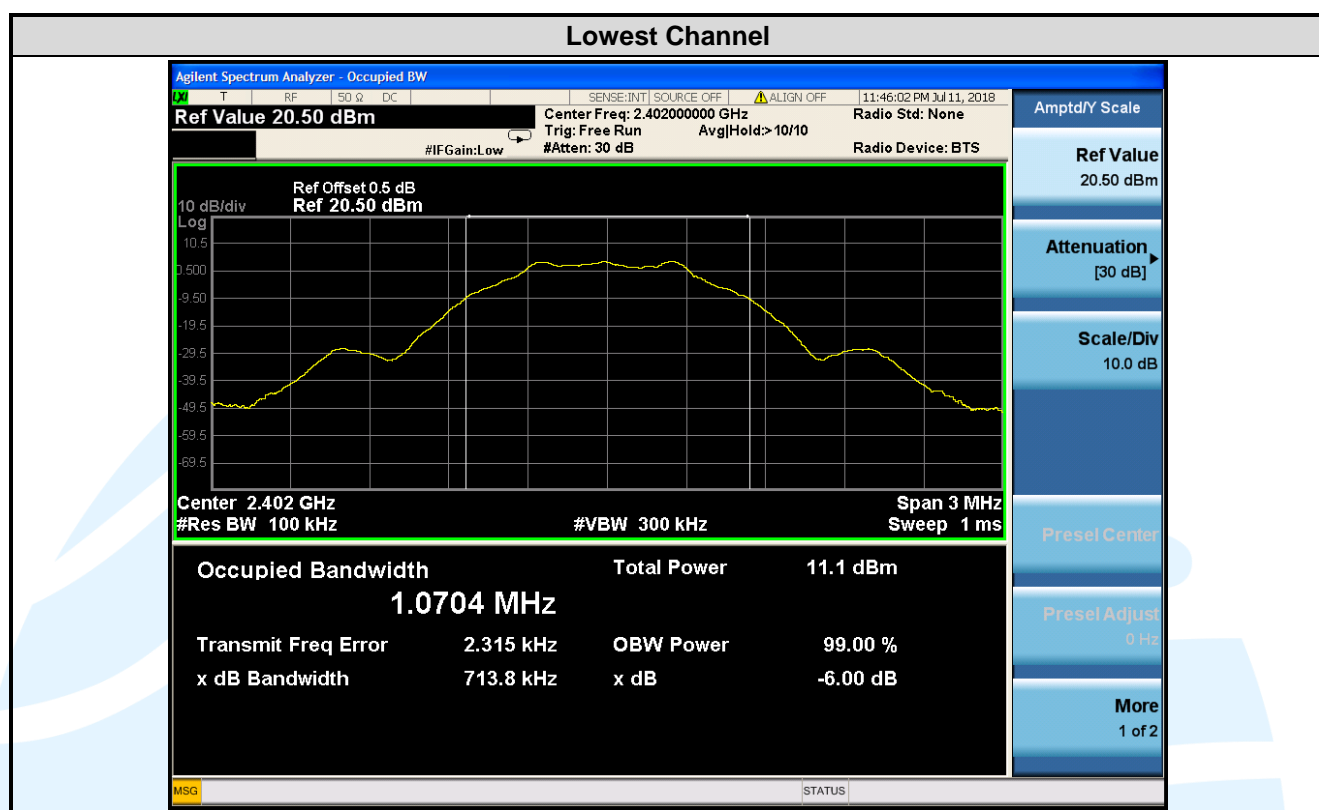 Lowest Channel
Agilent Spectrum Analyzer - Occupied BW
LXI T RF 50 Ω DC SENSE:INT SOURCE OFF ALIGN OFF 11:46:02 PM Jul 11, 2018
Ref Value 20.50 dBm Center Freq: 2.402000000 GHz Radio Std: None
Trig: Free Run Avg|Hold:>10/10
#IFGain:Low #Atten: 30 dB Radio Device: BTS
Ref Offset 0.5 dB
10 dB/div Ref 20.50 dBm
Log
10.5
0.500
-9.50
-19.5
-29.5
-39.5
-49.5
-59.5
-69.5
Center 2.402 GHz Span 3 MHz
#Res BW 100 kHz #VBW 300 kHz Sweep 1 ms
Occupied Bandwidth Total Power 11.1 dBm
1.0704 MHz
Transmit Freq Error 2.315 kHz OBW Power 99.00 %
x dB Bandwidth 713.8 kHz x dB -6.00 dB
MSG STATUS
Amptd/Y Scale
Ref Value
20.50 dBm
Attenuation
[30 dB]
Scale/Div
10.0 dB
Presel Center
Presel Adjust
0 Hz
More
1 of 2